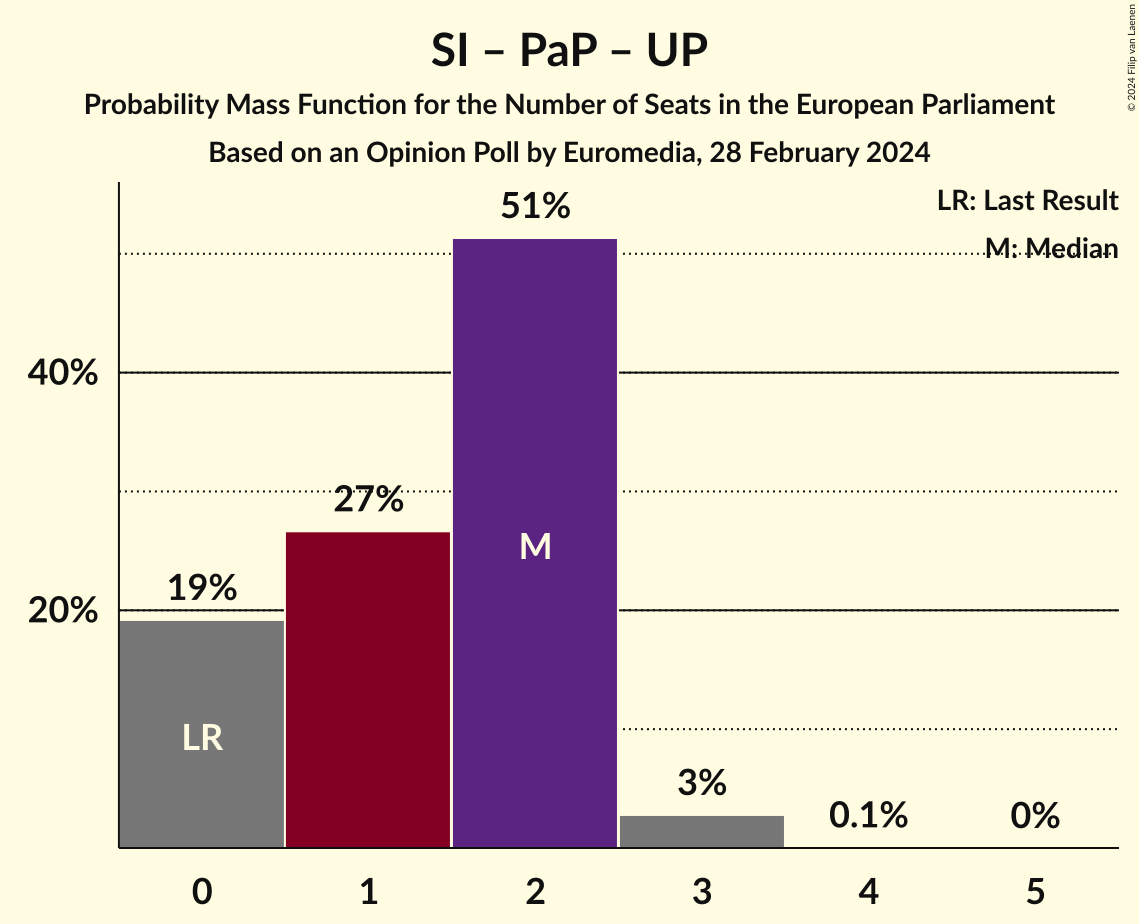 SI – PaP – UP
Probability Mass Function for the Number of Seats in the European Parliament
Based on an Opinion Poll by Euromedia, 28 February 2024
© 2024 Filip van Laenen
LR: Last Result
M: Median
51%
40%
27%
M
19%
20%
LR
3%
0.1%
0%
0 1 2 3 4 5